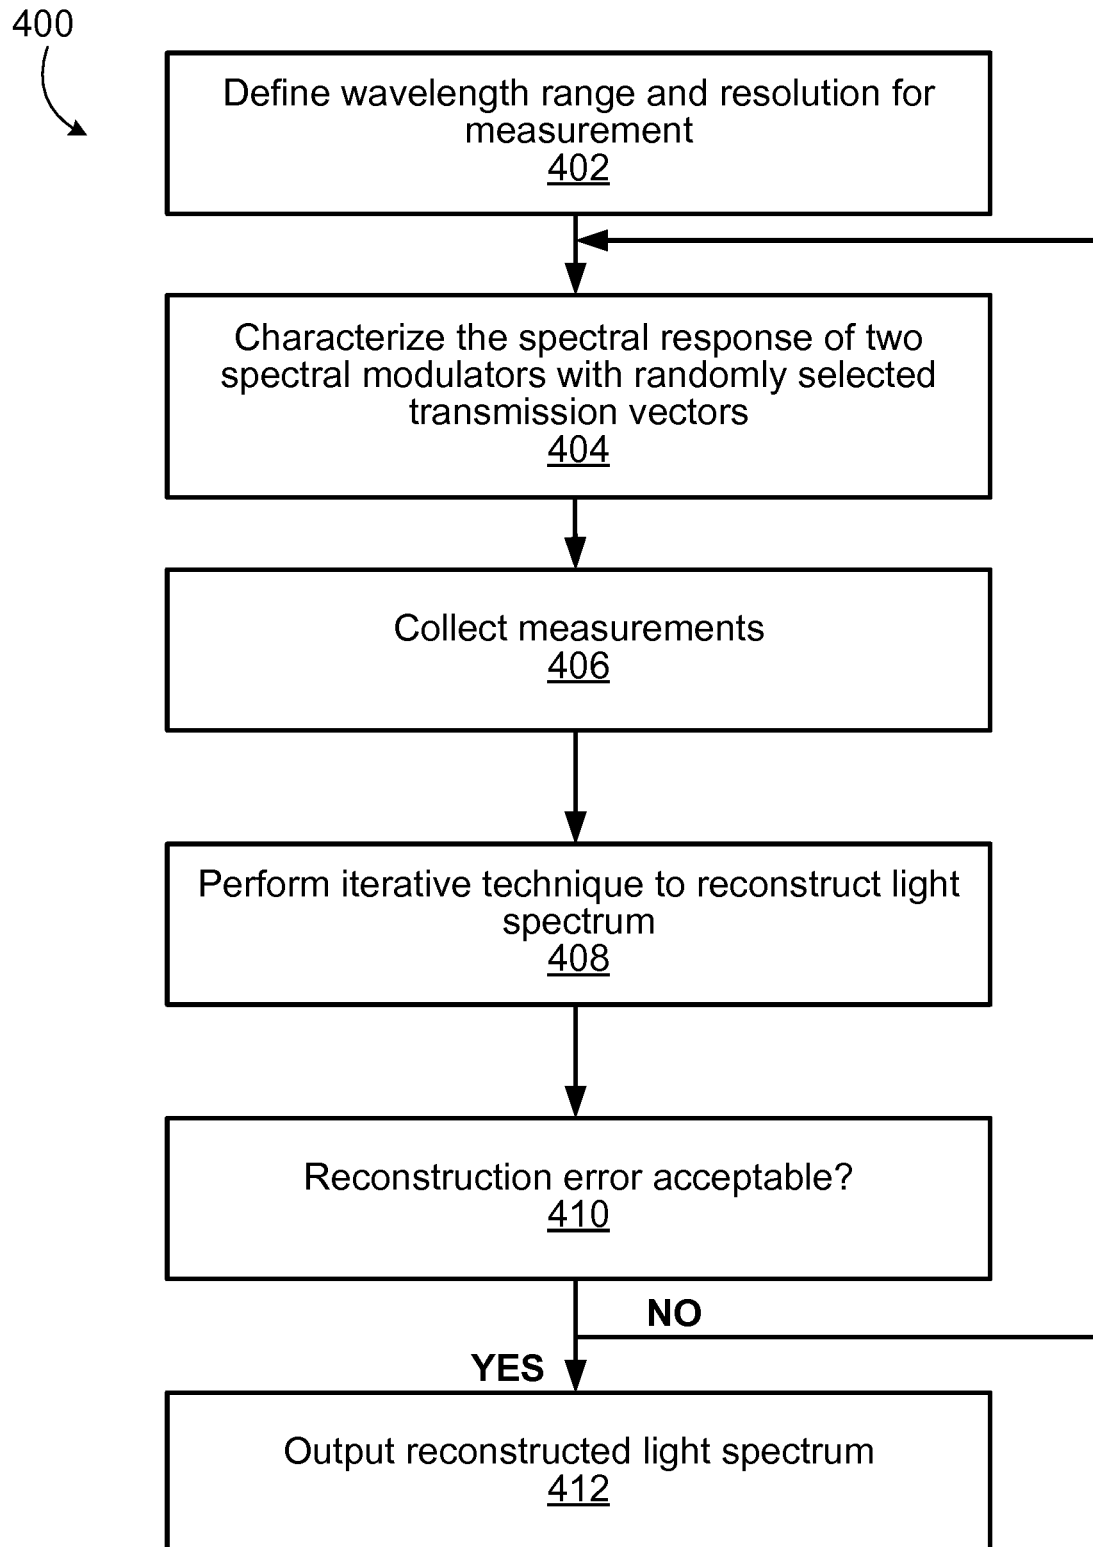 400
Define wavelength range and resolution for
measurement
402
Characterize the spectral response of two
spectral modulators with randomly selected
transmission vectors
404
Collect measurements
406
Perform iterative technique to reconstruct light
spectrum
408
Reconstruction error acceptable?
410
NO
YES
Output reconstructed light spectrum
412